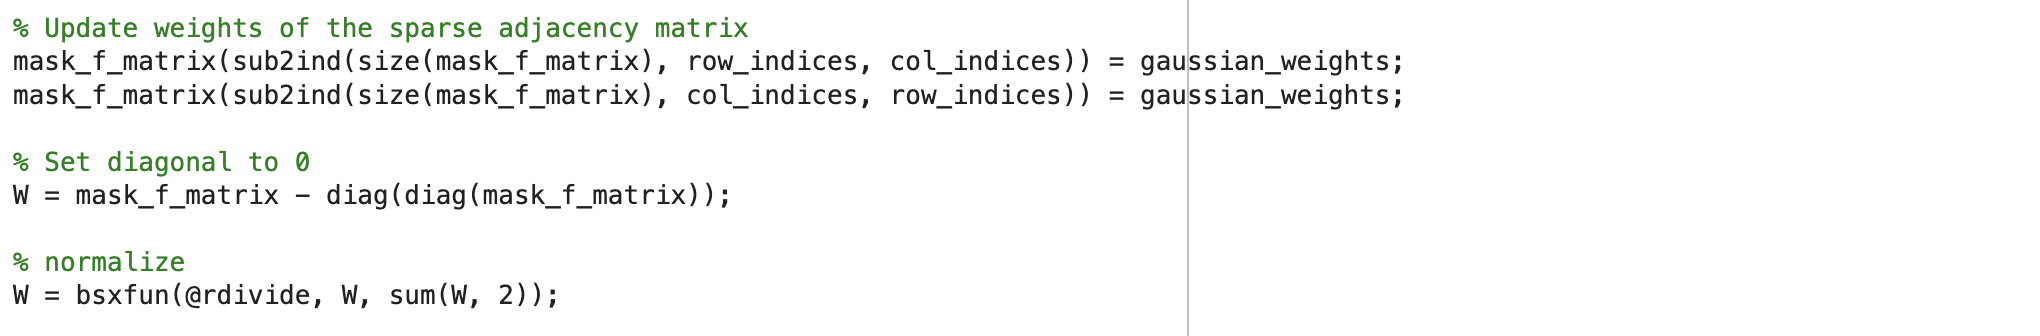 % Update weights of the sparse adjacency matrix
mask_f_matrix(sub2ind(size(mask_f_matrix), row_indices, col_indices)) = gaussian_weights;
mask_f_matrix(sub2ind(size(mask_f_matrix), col_indices, row_indices)) = gaussian_weights;
% Set diagonal to 0
W = mask_f_matrix - diag(diag(mask_f_matrix));
% normalize
W = bsxfun(@rdivide, W, sum(W, 2));